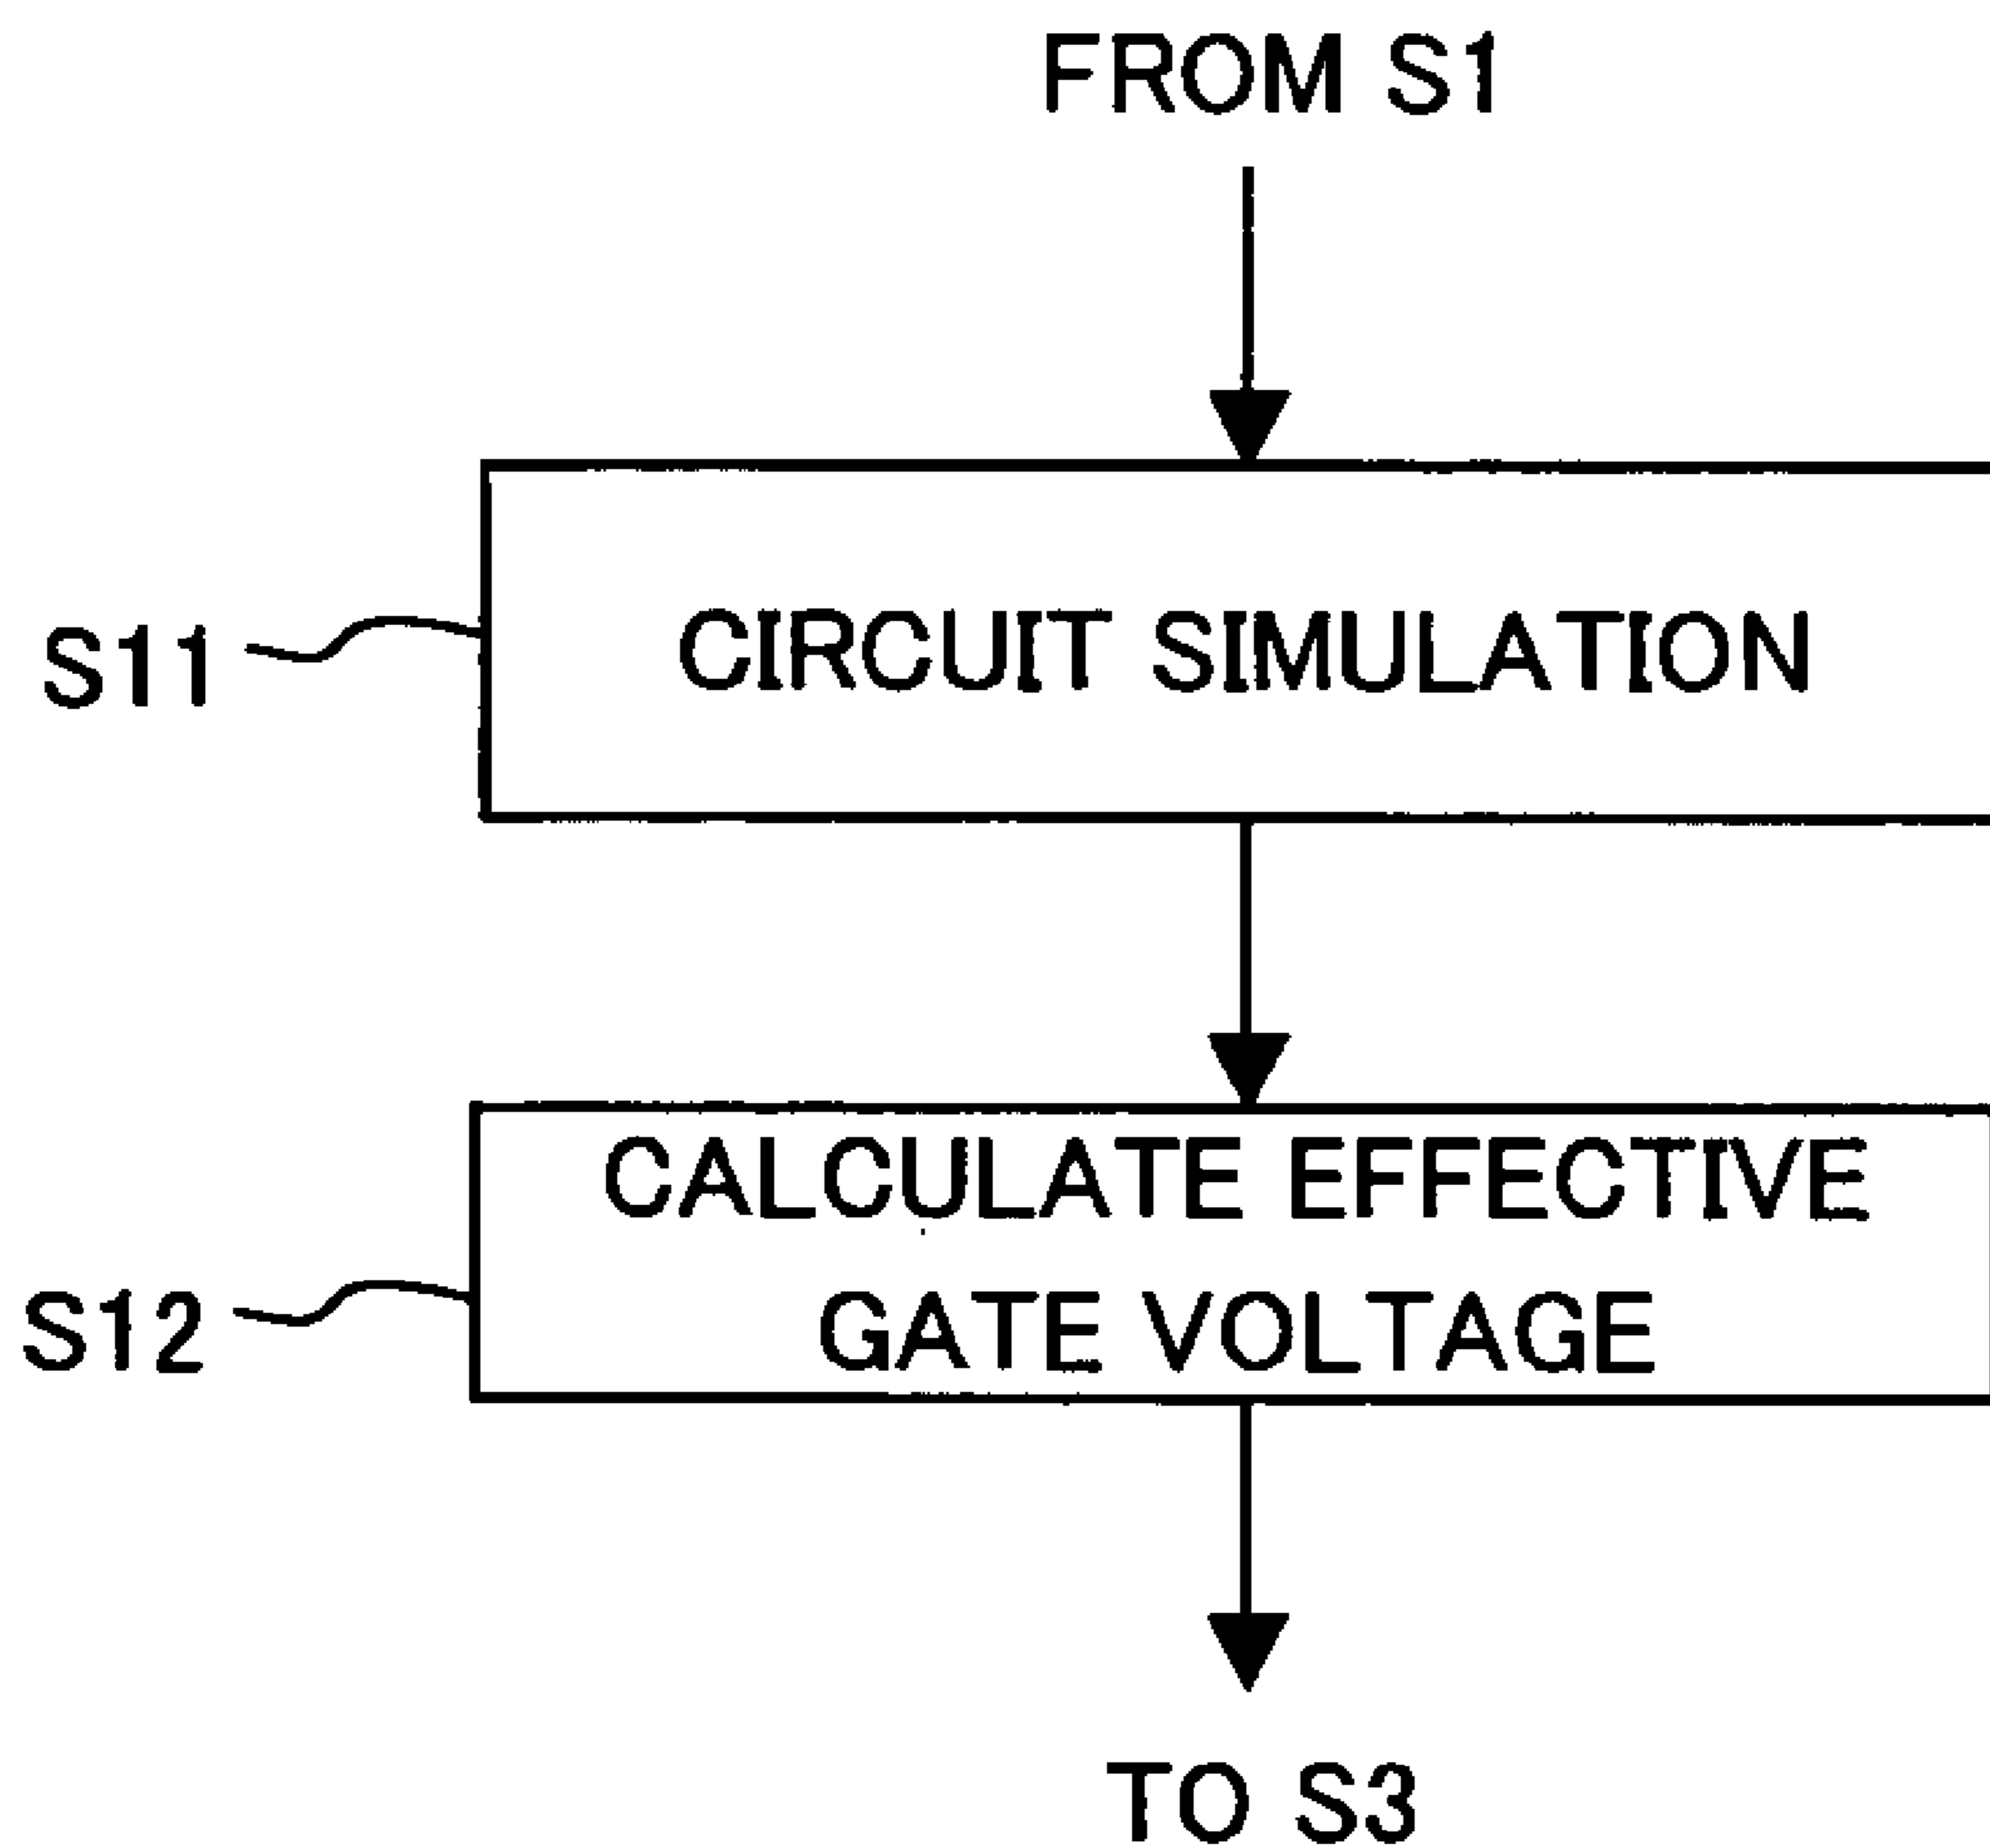 FROM S1
S11
CIRCUIT SIMULATION
S12
CALCULATE EFFECTIVE
GATE VOLTAGE
TO S3